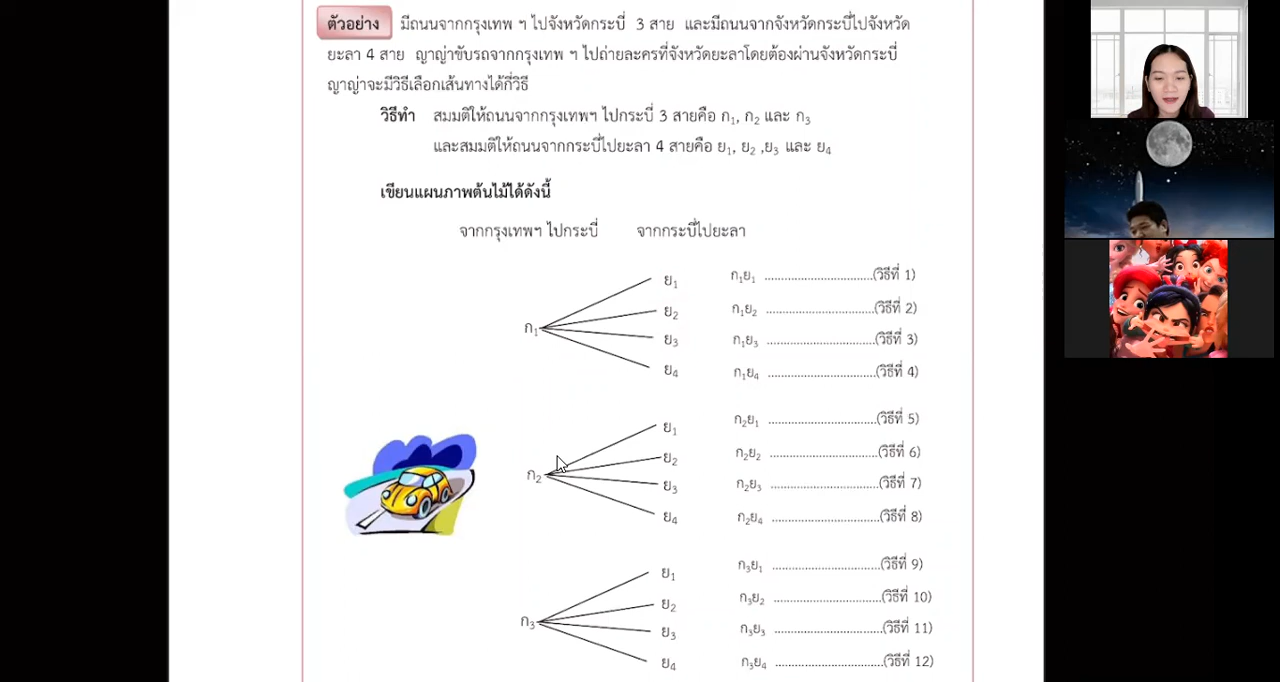 ตัวอย่าง มีถนนจากกรุงเทพ ฯ ไปจังหวัดกระบี่ 3 สาย และมีถนนจากจังหวัดกระบี่ไปจังหวัด
ยะลา 4 สาย ญาญ่าขับรถจากกรุงเทพ ฯ ไปถ่ายละครที่จังหวัดยะลาโดยต้องผ่านจังหวัดกระบี่
ญาญ่าจะมีวิธีเลือกเส้นทางได้กี่วิธี
วิธีทำ สมมติให้ถนนจากกรุงเทพฯ ไปกระบี่ 3 สายคือ ก₁, ก₂ และ ก₃
และสมมติให้ถนนจากกระบี่ไปยะลา 4 สายคือ ย₁, ย₂ ,ย₃ และ ย₄
เขียนแผนภาพต้นไม้ได้ดังนี้
จากกรุงเทพฯ ไปกระบี่ จากกระบี่ไปยะลา
ย₁ ก₁ย₁ ...........................(วิธีที่ 1)
ย₂ ก₁ย₂ ...........................(วิธีที่ 2)
ก₁
ย₃ ก₁ย₃ ...........................(วิธีที่ 3)
ย₄ ก₁ย₄ ...........................(วิธีที่ 4)
ย₁ ก₂ย₁ ...........................(วิธีที่ 5)
ย₂ ก₂ย₂ ...........................(วิธีที่ 6)
ก₂
ย₃ ก₂ย₃ ...........................(วิธีที่ 7)
ย₄ ก₂ย₄ ...........................(วิธีที่ 8)
ย₁ ก₃ย₁ ...........................(วิธีที่ 9)
ย₂ ก₃ย₂ ...........................(วิธีที่ 10)
ก₃
ย₃ ก₃ย₃ ...........................(วิธีที่ 11)
ย₄ ก₃ย₄ ...........................(วิธีที่ 12)